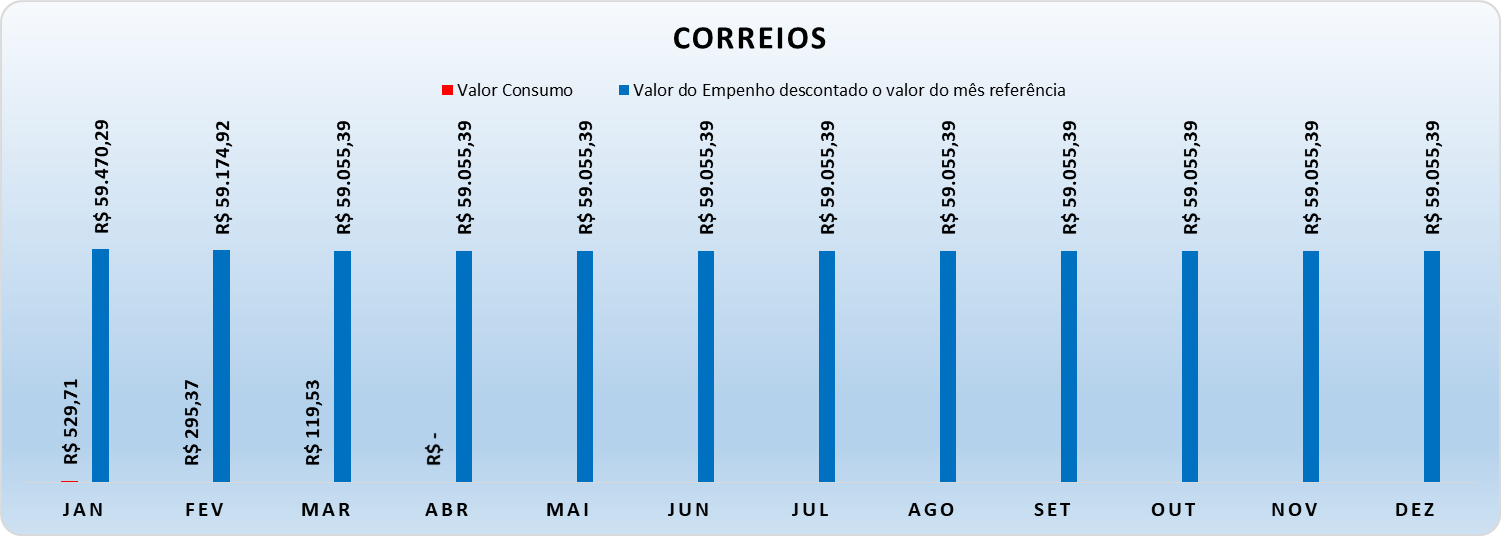 CORREIOS
Valor Consumo
Valor do Empenho descontado o valor do mês referência
R$ 529,71
R$ 59.470,29
R$ 295,37
R$ 59.174,92
R$ 119,53
R$ 59.055,39
R$ -
R$ 59.055,39
R$ 59.055,39
R$ 59.055,39
R$ 59.055,39
R$ 59.055,39
R$ 59.055,39
R$ 59.055,39
R$ 59.055,39
R$ 59.055,39
JAN FEV MAR ABR MAI JUN JUL AGO SET OUT NOV DEZ